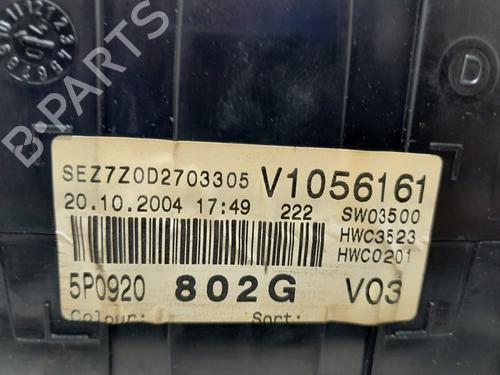 B-PARTS
D
SEZ7Z0D2703305 V1056161
20.10.2004 17:49 222 SW03500
HWC3523
HWC0201
5P0920 802G V03
Colour: Sort: